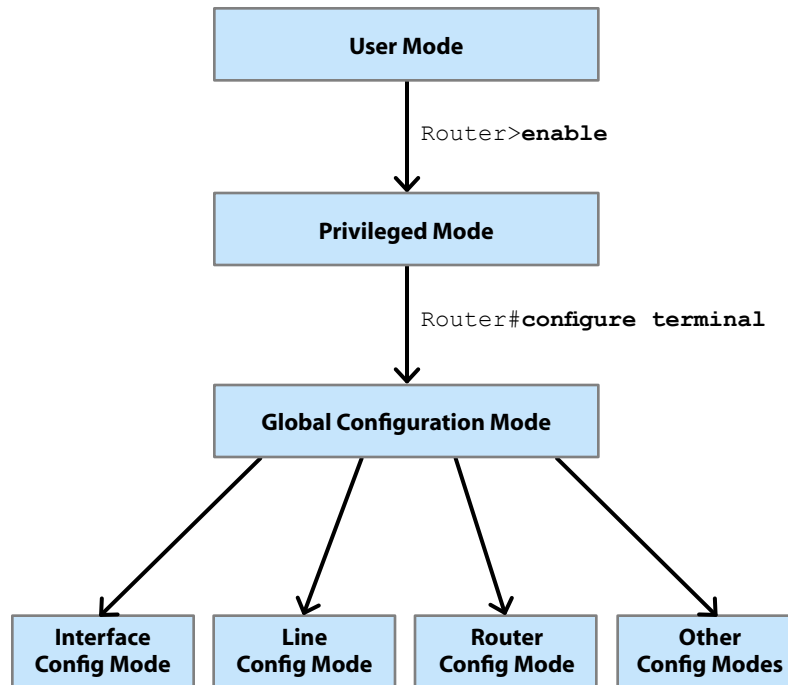 User Mode
Router>enable
Privileged Mode
Router#configure terminal
Global Configuration Mode
Interface
Config Mode
Line
Config Mode
Router
Config Mode
Other
Config Modes